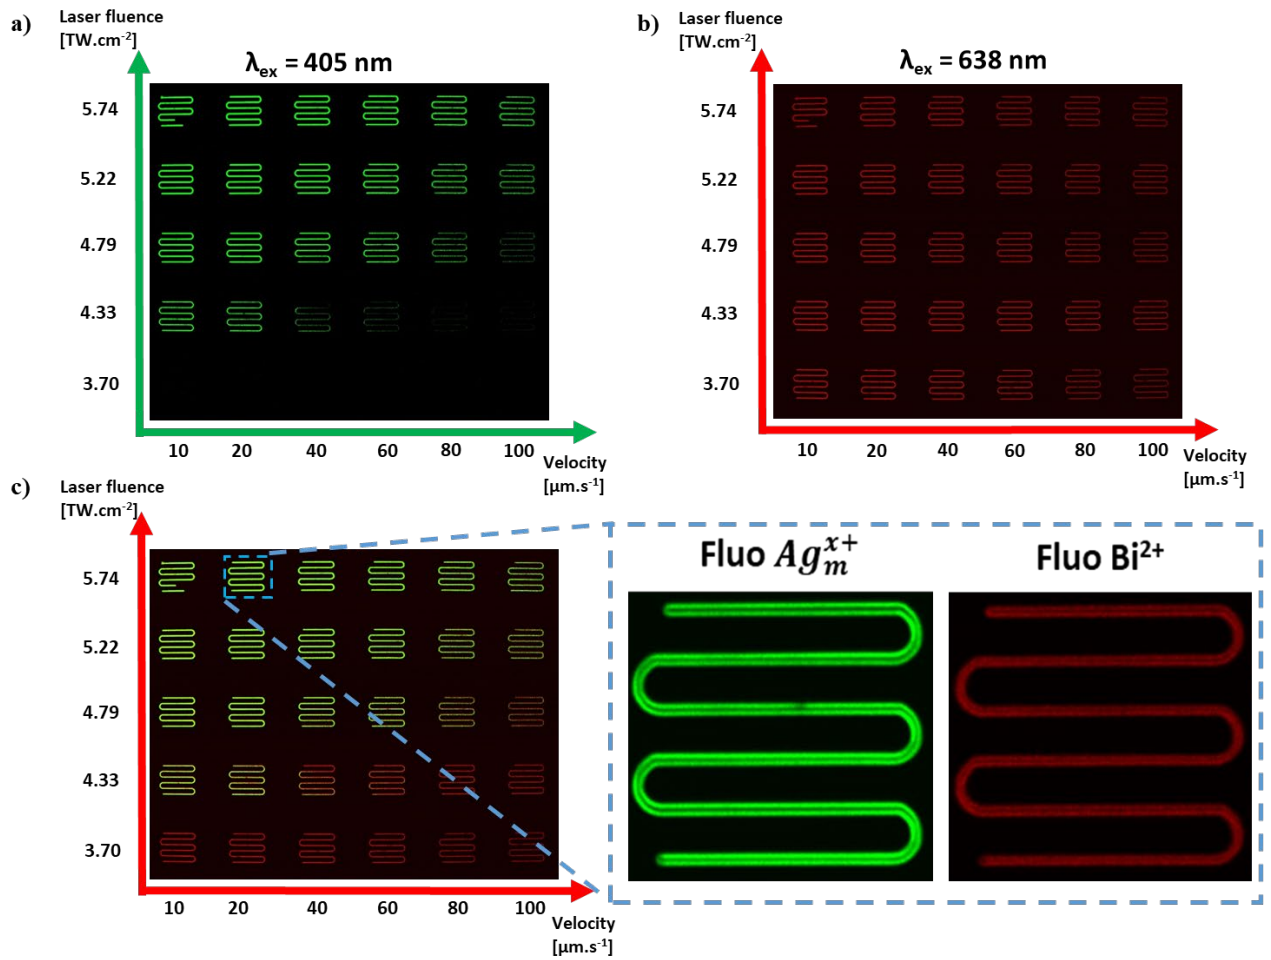 a)
Laser fluence
[TW.cm⁻²]
λex = 405 nm
5.74
5.22
4.79
4.33
3.70
10 20 40 60 80 100
Velocity
[µm.s⁻¹]
b)
Laser fluence
[TW.cm⁻²]
λex = 638 nm
5.74
5.22
4.79
4.33
3.70
10 20 40 60 80 100
Velocity
[µm.s⁻¹]
c)
Laser fluence
[TW.cm⁻²]
5.74
5.22
4.79
4.33
3.70
10 20 40 60 80 100
Velocity
[µm.s⁻¹]
Fluo Agₘˣ⁺
Fluo Bi²⁺